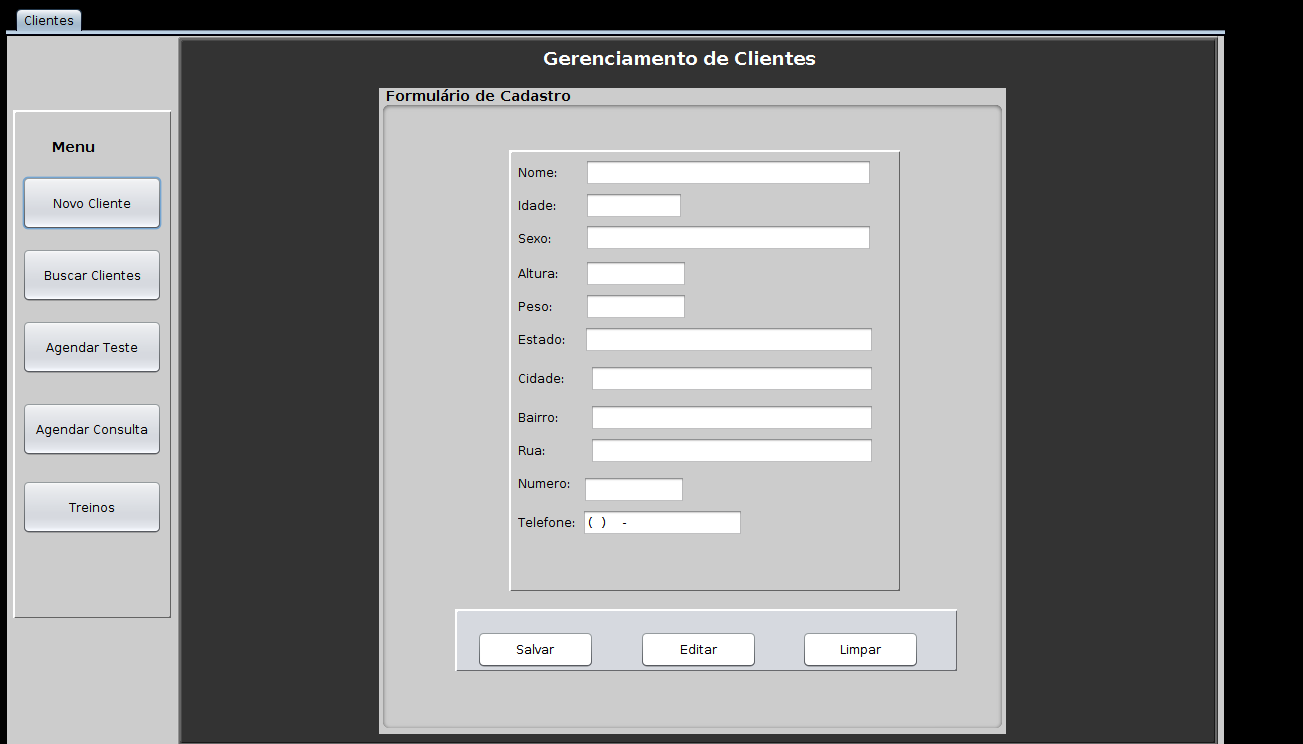 Clientes
Gerenciamento de Clientes
Formulário de Cadastro
Menu
Novo Cliente
Buscar Clientes
Agendar Teste
Agendar Consulta
Treinos
Nome:
Idade:
Sexo:
Altura:
Peso:
Estado:
Cidade:
Bairro:
Rua:
Numero:
Telefone: ( ) -
Salvar Editar Limpar